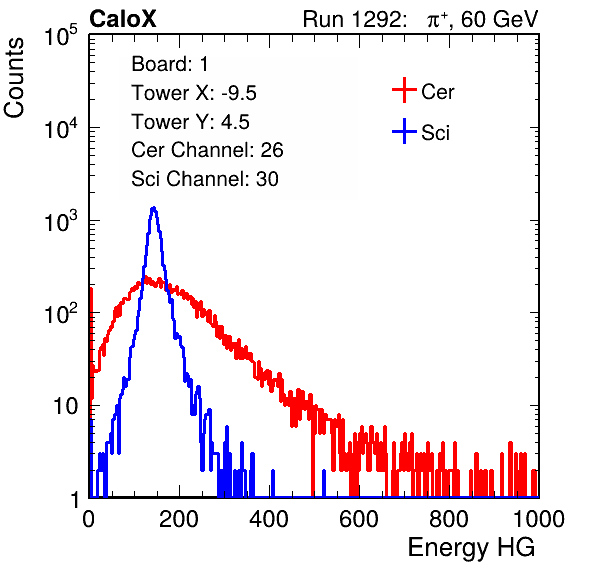 CaloX Run 1292: π⁺, 60 GeV
Counts
10⁵
10⁴
10³
10²
10
1
Board: 1
Tower X: -9.5
Tower Y: 4.5
Cer Channel: 26
Sci Channel: 30
Cer
Sci
0 200 400 600 800 1000
Energy HG